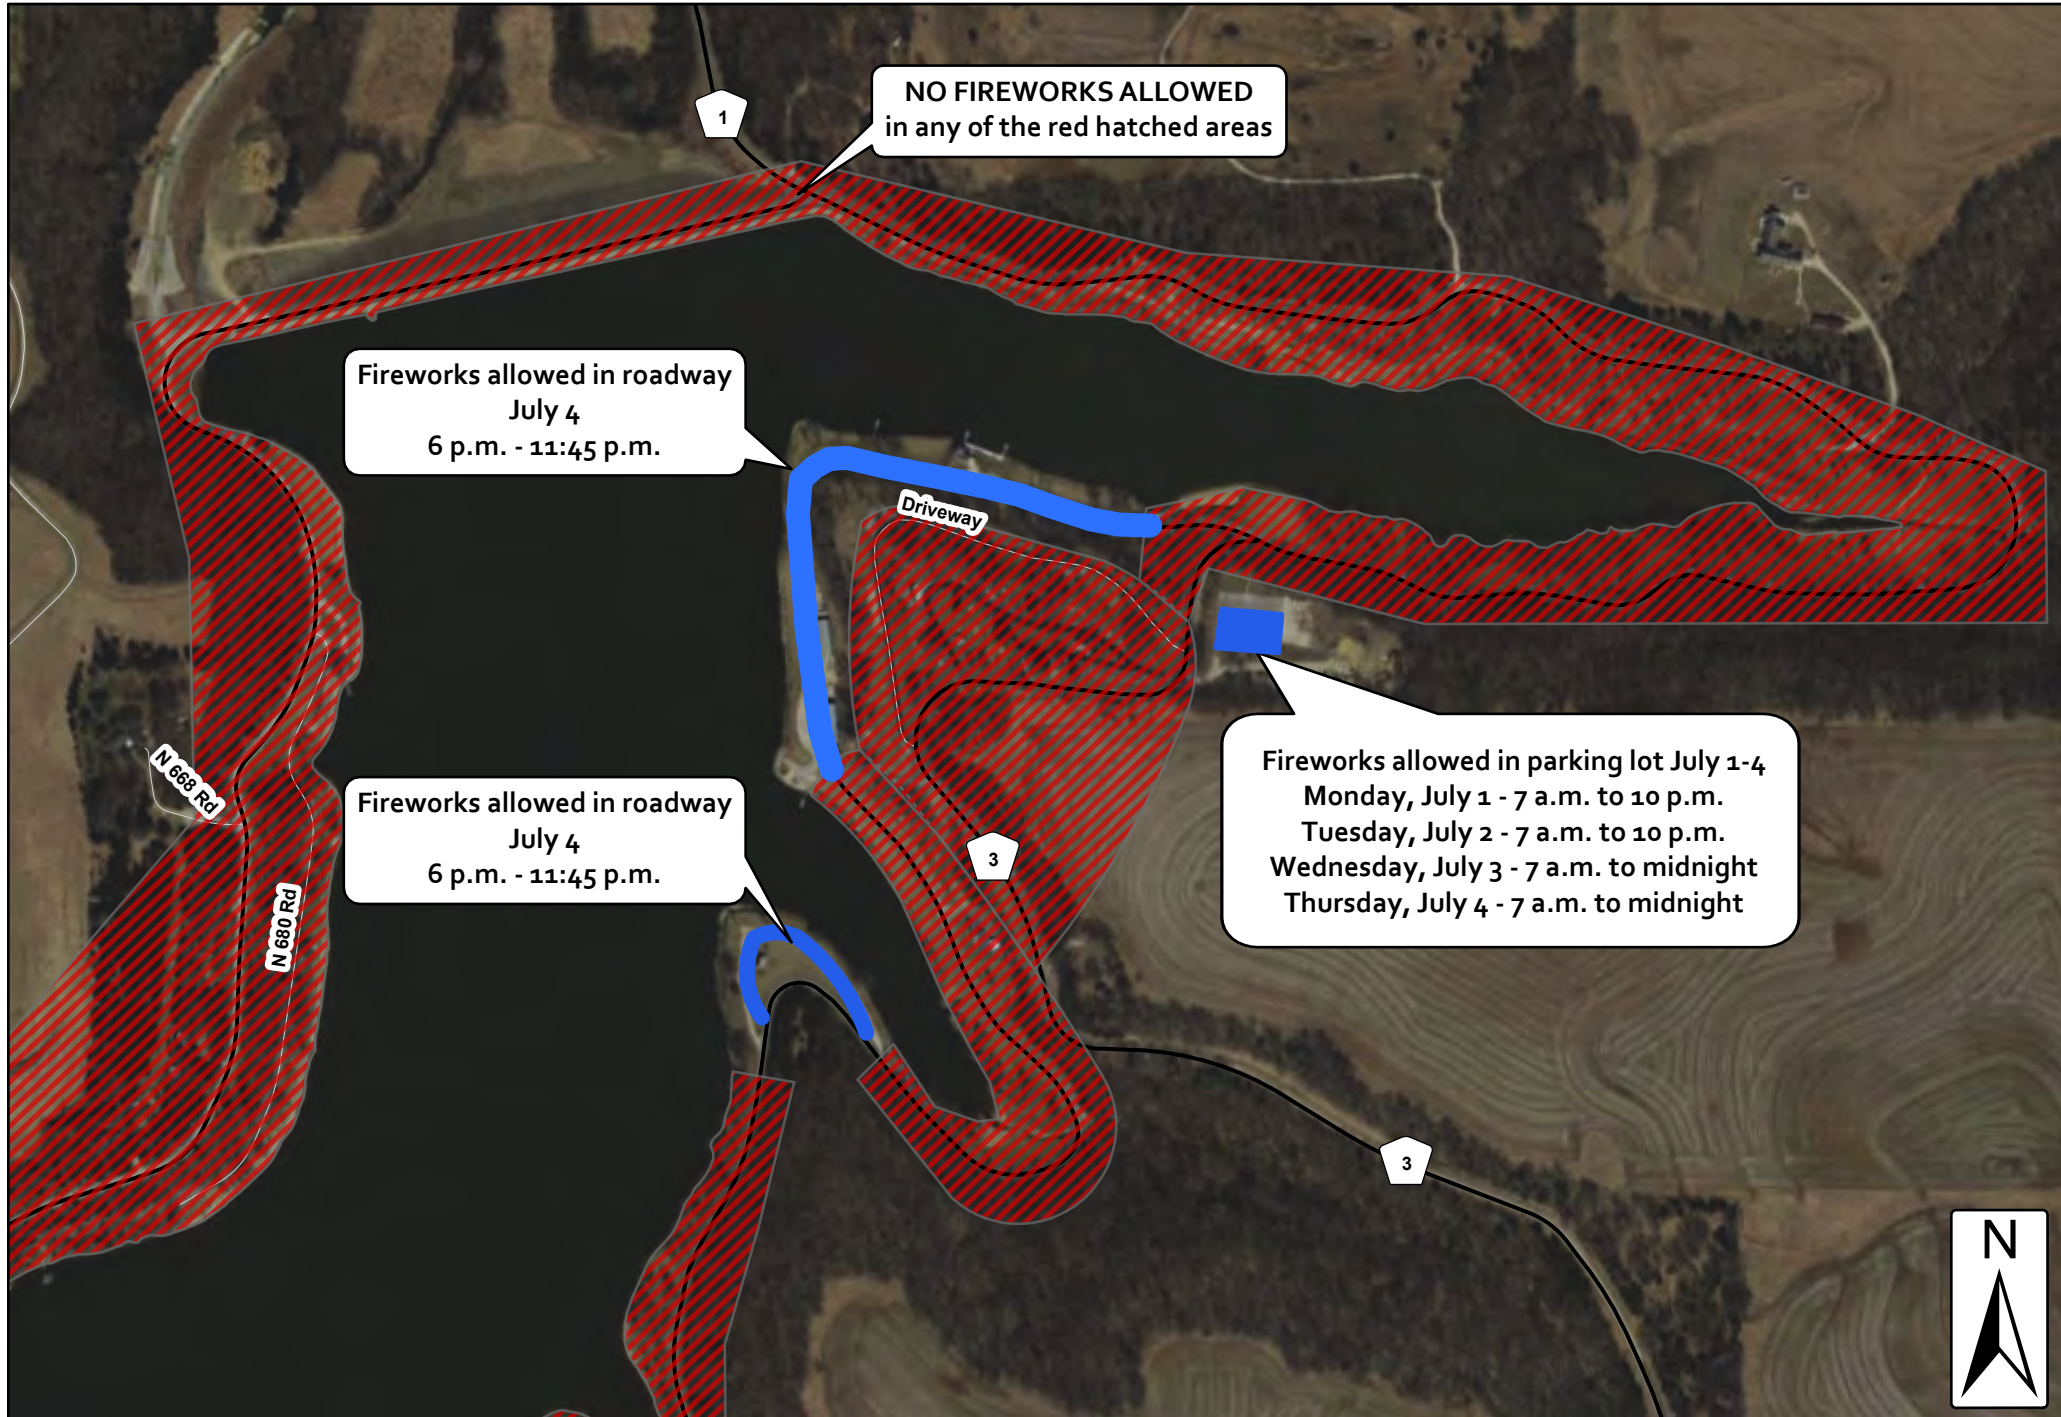 1
NO FIREWORKS ALLOWED
in any of the red hatched areas
Fireworks allowed in roadway
July 4
6 p.m. - 11:45 p.m.
Driveway
Fireworks allowed in parking lot July 1-4
Monday, July 1 - 7 a.m. to 10 p.m.
Tuesday, July 2 - 7 a.m. to 10 p.m.
Wednesday, July 3 - 7 a.m. to midnight
Thursday, July 4 - 7 a.m. to midnight
N 668 Rd
Fireworks allowed in roadway
July 4
6 p.m. - 11:45 p.m.
3
N 680 Rd
3
N